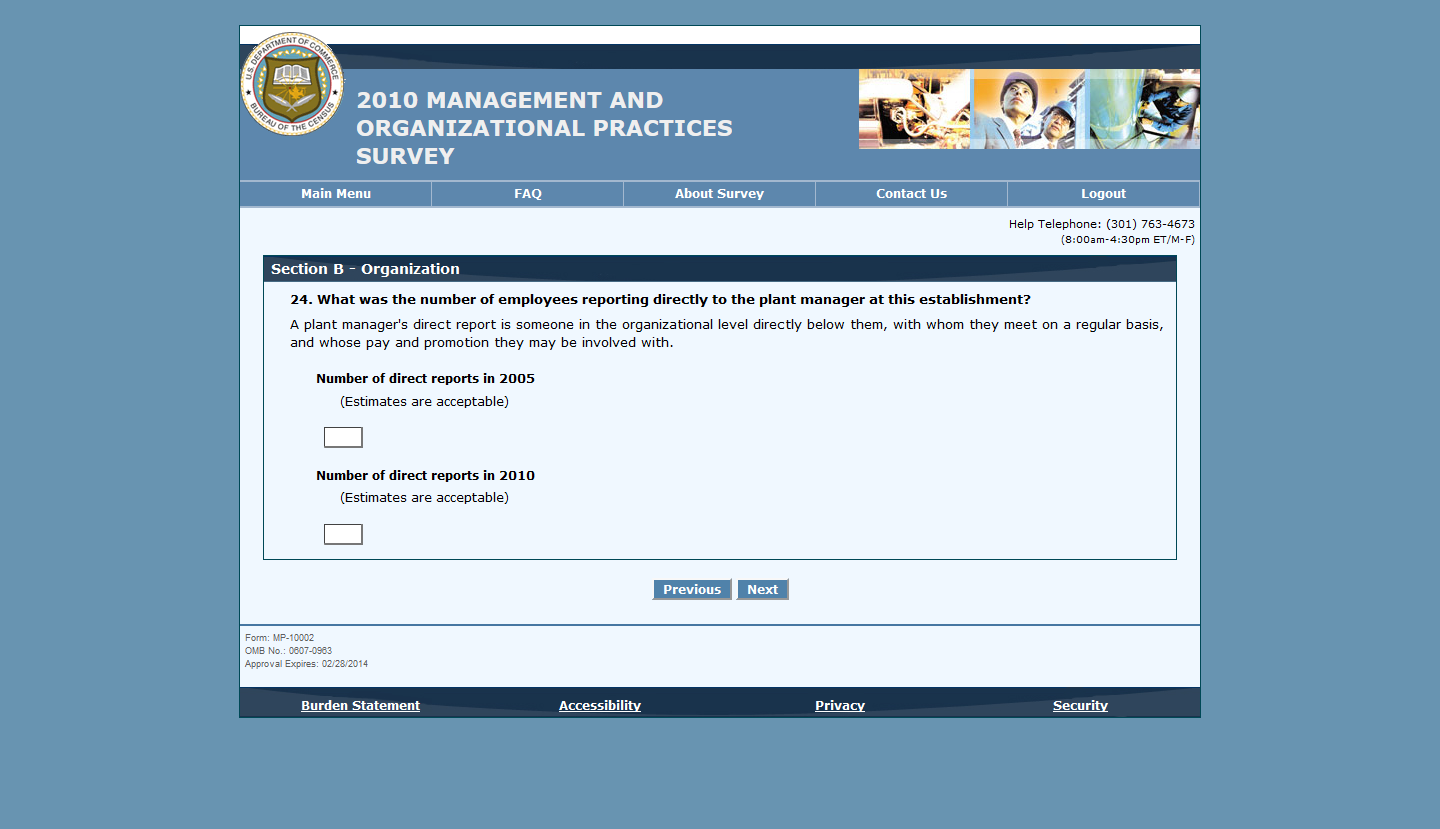 U.S. DEPARTMENT OF COMMERCE
BUREAU OF THE CENSUS
2010 MANAGEMENT AND
ORGANIZATIONAL PRACTICES
SURVEY
Main Menu FAQ About Survey Contact Us Logout
Help Telephone: (301) 763-4673
(8:00am-4:30pm ET/M-F)
Section B - Organization
24. What was the number of employees reporting directly to the plant manager at this establishment?
A plant manager's direct report is someone in the organizational level directly below them, with whom they meet on a regular basis,
and whose pay and promotion they may be involved with.
Number of direct reports in 2005
(Estimates are acceptable)
Number of direct reports in 2010
(Estimates are acceptable)
Previous Next
Form: MP-10002
OMB No.: 0607-0963
Approval Expires: 02/28/2014
Burden Statement Accessibility Privacy Security